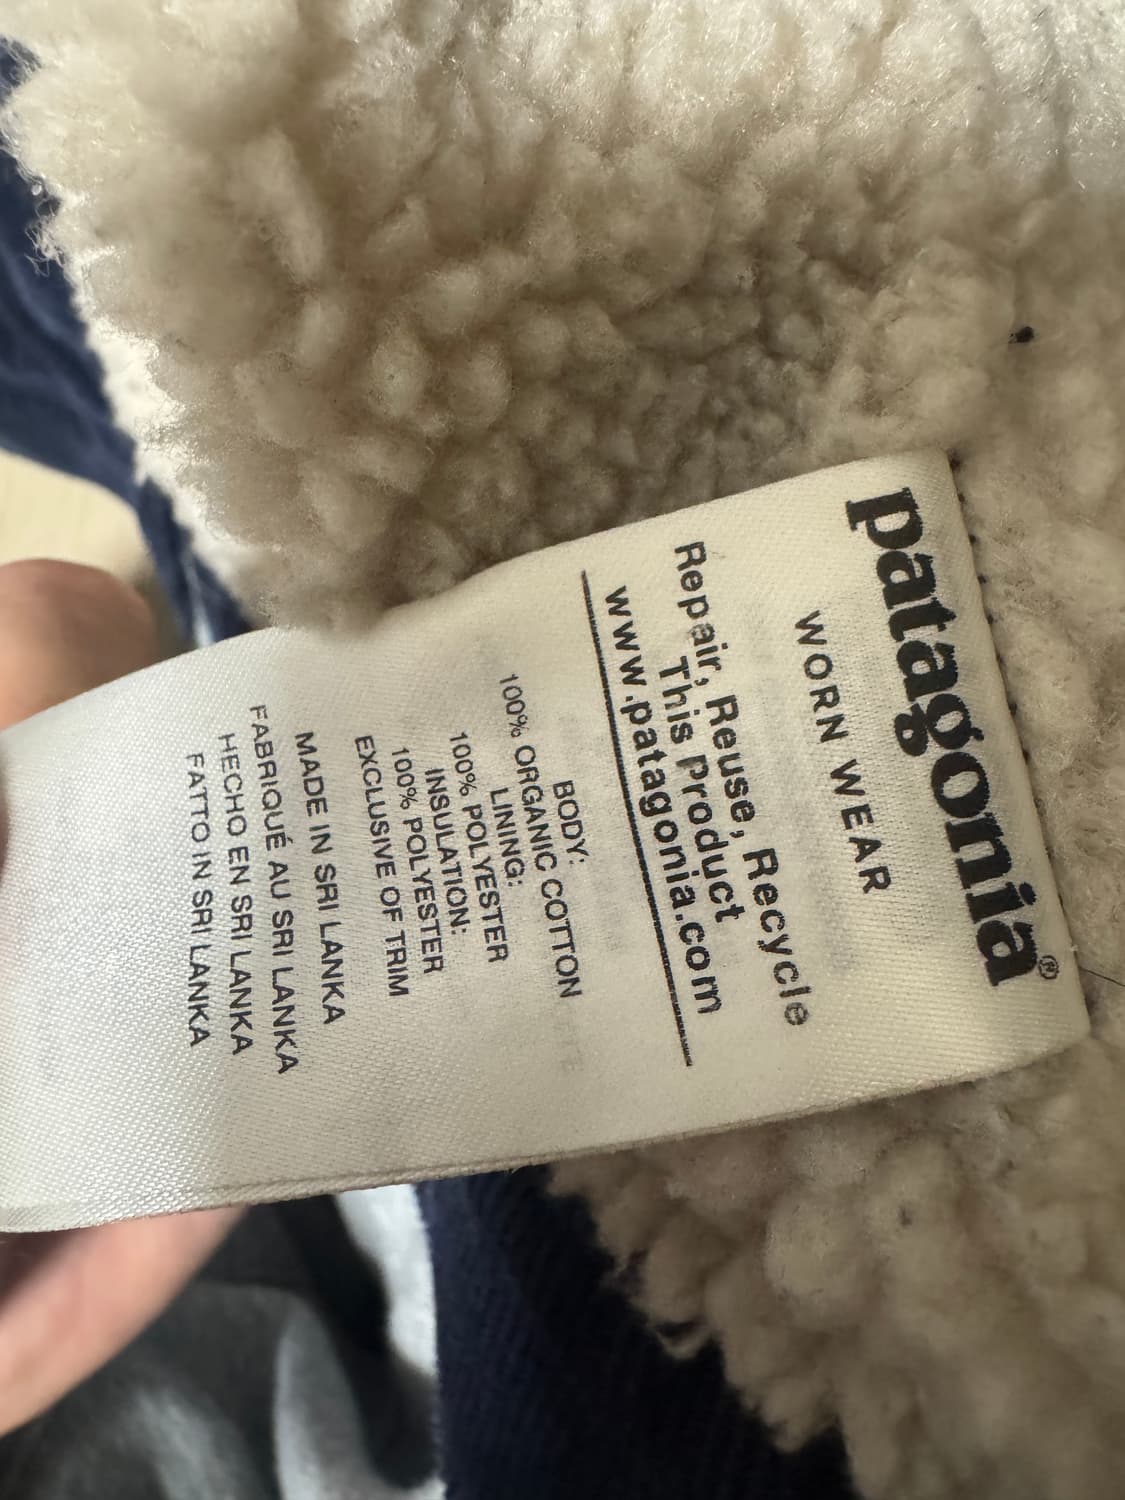 patagonia®
WORN WEAR
Repair, Reuse, Recycle
This Product
www.patagonia.com
BODY:
100% ORGANIC COTTON
LINING:
100% POLYESTER
INSULATION:
100% POLYESTER
EXCLUSIVE OF TRIM
MADE IN SRI LANKA
FABRIQUÉ AU SRI LANKA
HECHO EN SRI LANKA
FATTO IN SRI LANKA